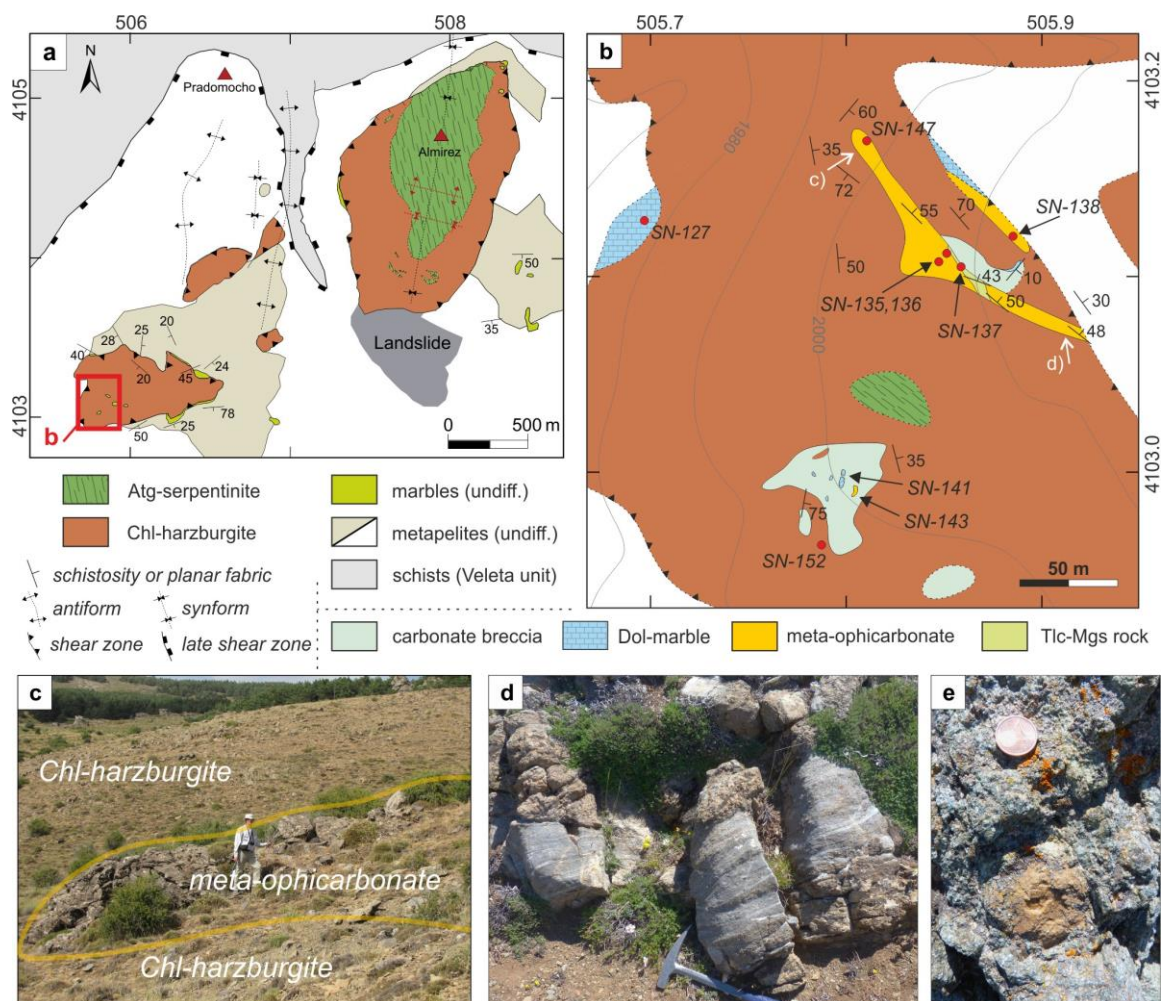 506
508
505.7
505.9
a
N
Pradomocho
4105
Almirez
50
35
Landslide
20
25
28
40
20
45
24
78
25
50
4103
b
0
500 m
b
4103.2
60
SN-147
35
c)
72
1980
70
SN-138
55
SN-127
50
43
10
SN-135,136
50
30
SN-137
48
d)
2000
4103.0
35
SN-141
75
SN-143
SN-152
50 m
Atg-serpentinite
Chl-harzburgite
schistosity or planar fabric
antiform
synform
shear zone
late shear zone
marbles (undiff.)
metapelites (undiff.)
schists (Veleta unit)
carbonate breccia
Dol-marble
meta-ophicarbonate
Tlc-Mgs rock
c
Chl-harzburgite
meta-ophicarbonate
Chl-harzburgite
d
e